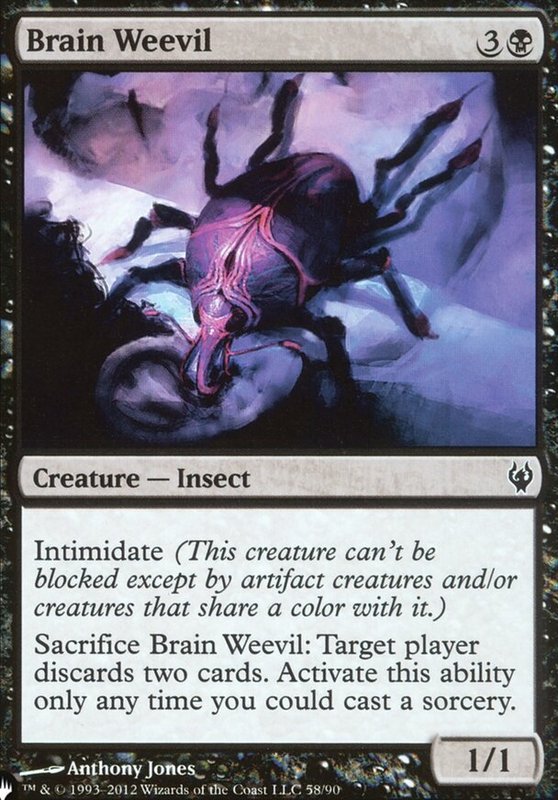 Brain Weevil 3
Creature — Insect
Intimidate (This creature can't be
blocked except by artifact creatures and/or
creatures that share a color with it.)
Sacrifice Brain Weevil: Target player
discards two cards. Activate this ability
only any time you could cast a sorcery.
1/1
Anthony Jones
™ & © 1993–2012 Wizards of the Coast LLC 58/90